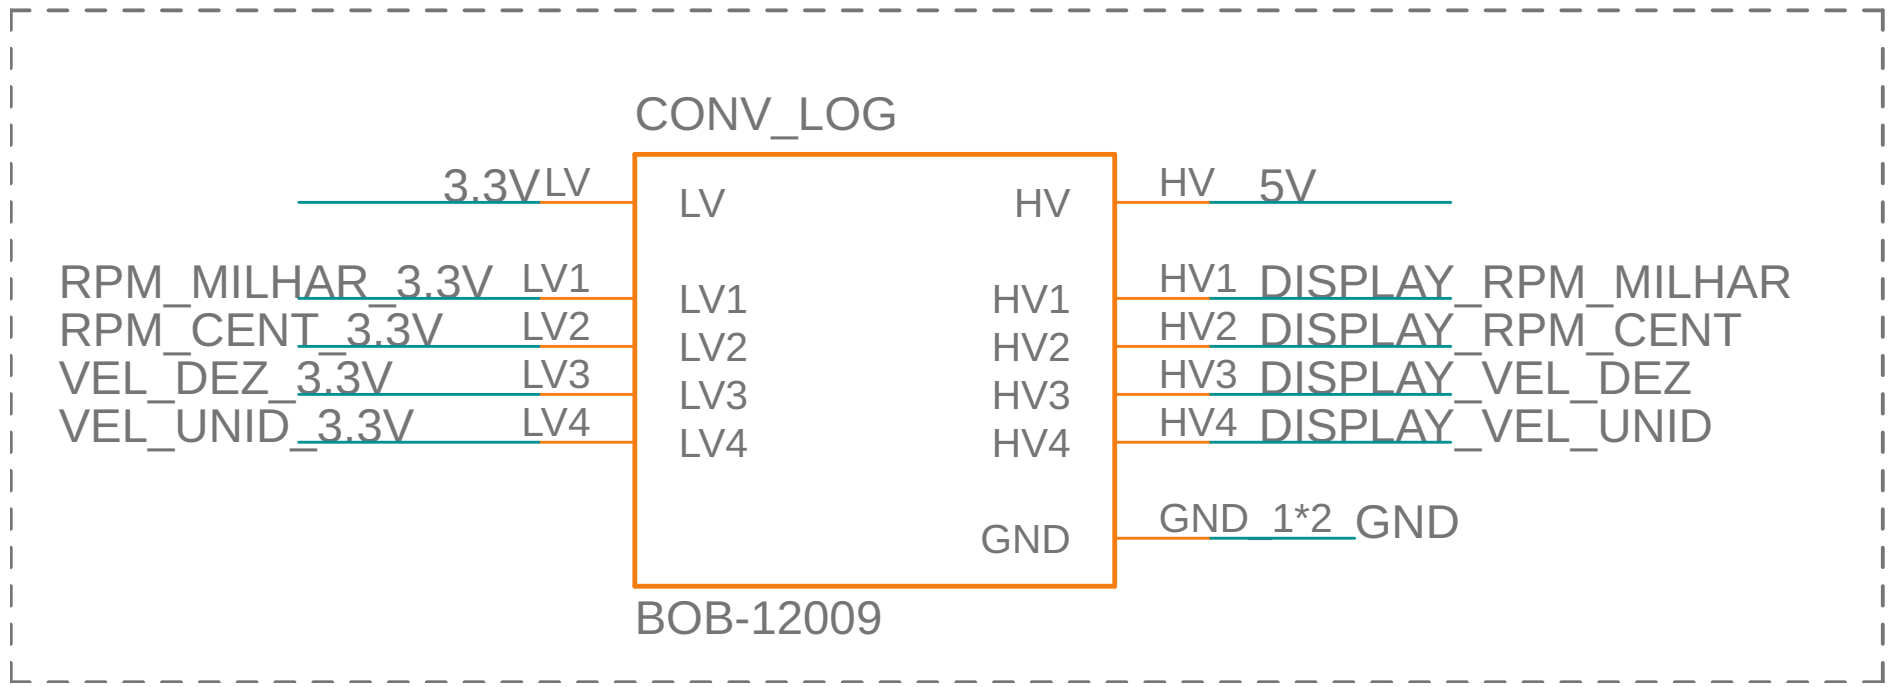 CONV_LOG
3.3V LV LV HV HV 5V
RPM_MILHAR_3.3V LV1 LV1 HV1 HV1 DISPLAY_RPM_MILHAR
RPM_CENT_3.3V LV2 LV2 HV2 HV2 DISPLAY_RPM_CENT
VEL_DEZ_3.3V LV3 LV3 HV3 HV3 DISPLAY_VEL_DEZ
VEL_UNID_3.3V LV4 LV4 HV4 HV4 DISPLAY_VEL_UNID
GND GND_1*2 GND
BOB-12009